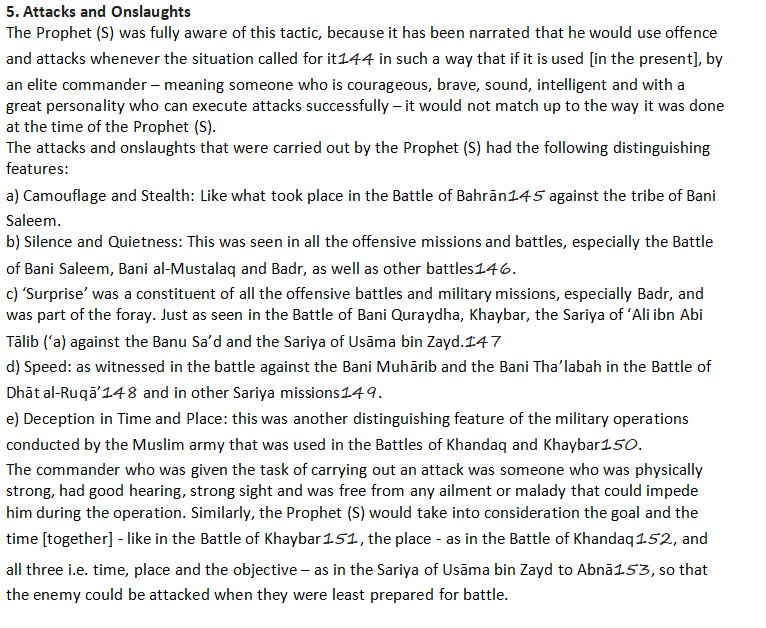 5. Attacks and Onslaughts
The Prophet (S) was fully aware of this tactic, because it has been narrated that he would use offence
and attacks whenever the situation called for it144 in such a way that if it is used [in the present], by
an elite commander – meaning someone who is courageous, brave, sound, intelligent and with a
great personality who can execute attacks successfully – it would not match up to the way it was done
at the time of the Prophet (S).
The attacks and onslaughts that were carried out by the Prophet (S) had the following distinguishing
features:
a) Camouflage and Stealth: Like what took place in the Battle of Bahrān145 against the tribe of Bani
Saleem.
b) Silence and Quietness: This was seen in all the offensive missions and battles, especially the Battle
of Bani Saleem, Bani al-Mustalaq and Badr, as well as other battles146.
c) ‘Surprise’ was a constituent of all the offensive battles and military missions, especially Badr, and
was part of the foray. Just as seen in the Battle of Bani Quraydha, Khaybar, the Sariya of ‘Ali ibn Abi
Tālib (‘a) against the Banu Sa’d and the Sariya of Usāma bin Zayd.147
d) Speed: as witnessed in the battle against the Bani Muhārib and the Bani Tha’labah in the Battle of
Dhāt al-Ruqā’148 and in other Sariya missions149.
e) Deception in Time and Place: this was another distinguishing feature of the military operations
conducted by the Muslim army that was used in the Battles of Khandaq and Khaybar150.
The commander who was given the task of carrying out an attack was someone who was physically
strong, had good hearing, strong sight and was free from any ailment or malady that could impede
him during the operation. Similarly, the Prophet (S) would take into consideration the goal and the
time [together] - like in the Battle of Khaybar151, the place - as in the Battle of Khandaq152, and
all three i.e. time, place and the objective – as in the Sariya of Usāma bin Zayd to Abnā153, so that
the enemy could be attacked when they were least prepared for battle.